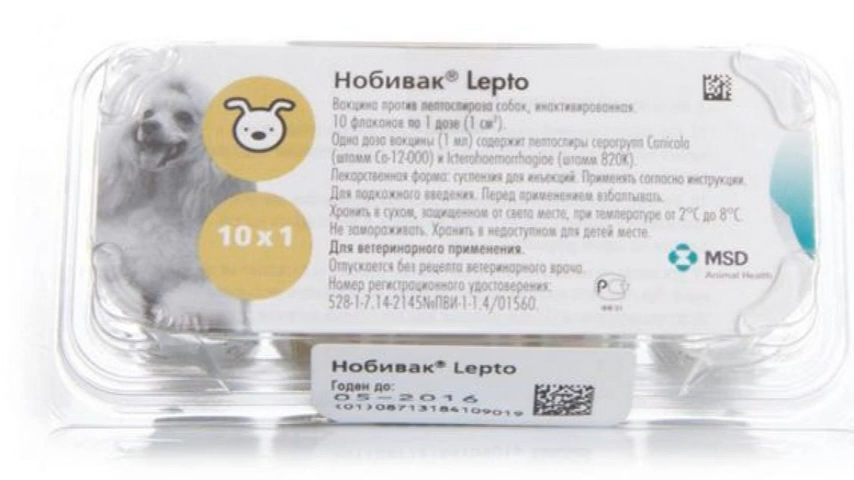 Нобивак® Lepto
Вакцина против лептоспироза собак, инактивированная.
10 флаконов по 1 дозе (1 см³).
Одна доза вакцины (1 мл) содержит лептоспиры серогрупп Canicola
(штамм Ca-12-000) и Icterohaemorrhagiae (штамм 820K).
Лекарственная форма: суспензия для инъекций. Применять согласно инструкции.
Для подкожного введения. Перед применением взбалтывать.
Хранить в сухом, защищенном от света месте, при температуре от 2°С до 8°С.
Не замораживать. Хранить в недоступном для детей месте.
Для ветеринарного применения.
Отпускается без рецепта ветеринарного врача.
Номер регистрационного удостоверения:
528-1-7.14-2145№ПВИ-1-1.4/01560.
10 x 1
MSD
Animal Health
Нобивак® Lepto
Годен до:
05-2016
(01)08713184109019